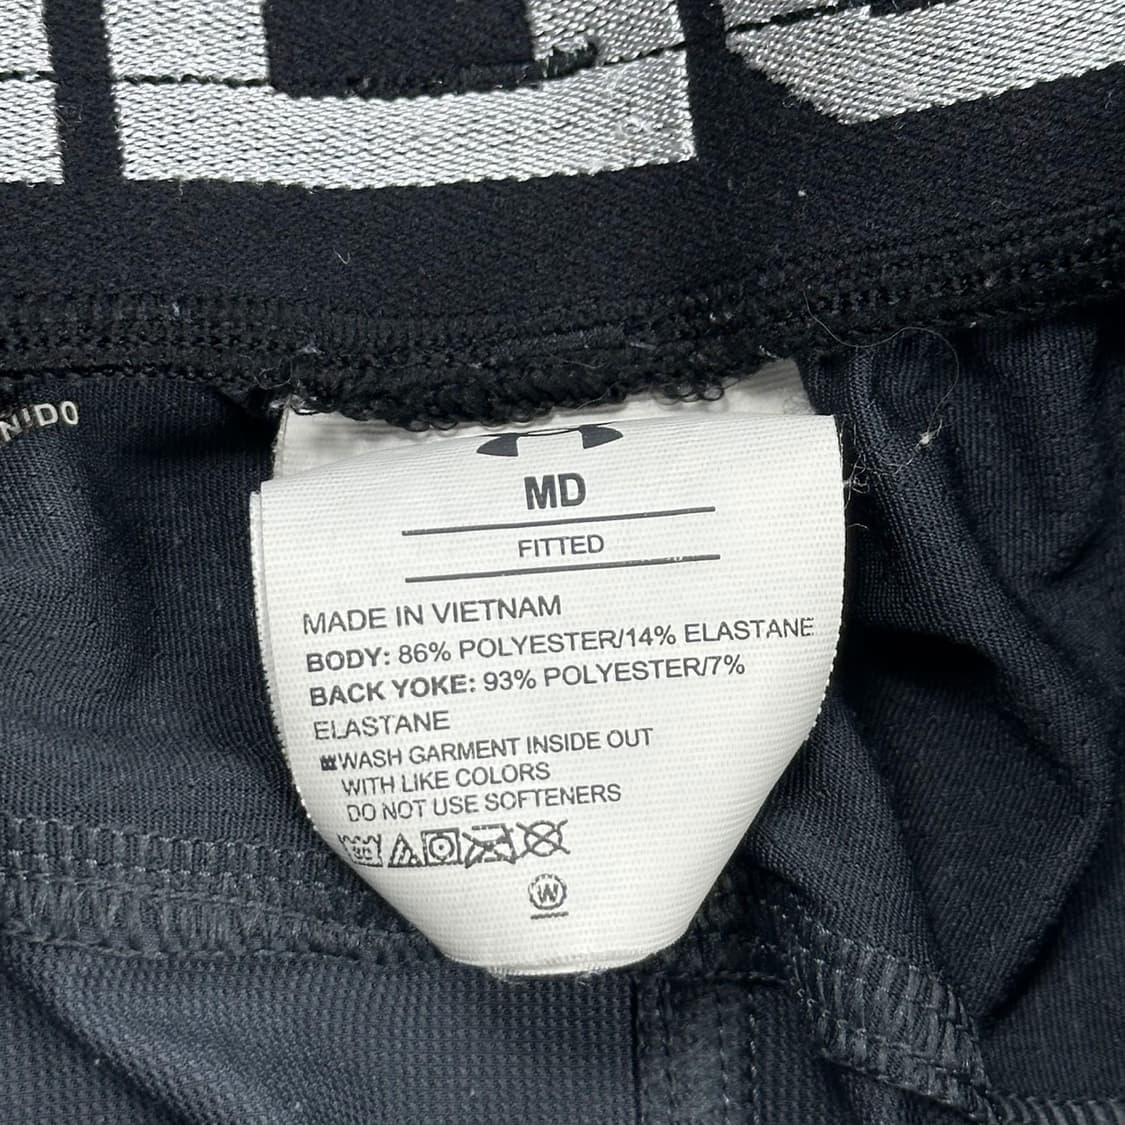 NIDO
MD
FITTED
MADE IN VIETNAM
BODY: 86% POLYESTER/14% ELASTANE
BACK YOKE: 93% POLYESTER/7%
ELASTANE
WASH GARMENT INSIDE OUT
WITH LIKE COLORS
DO NOT USE SOFTENERS
W